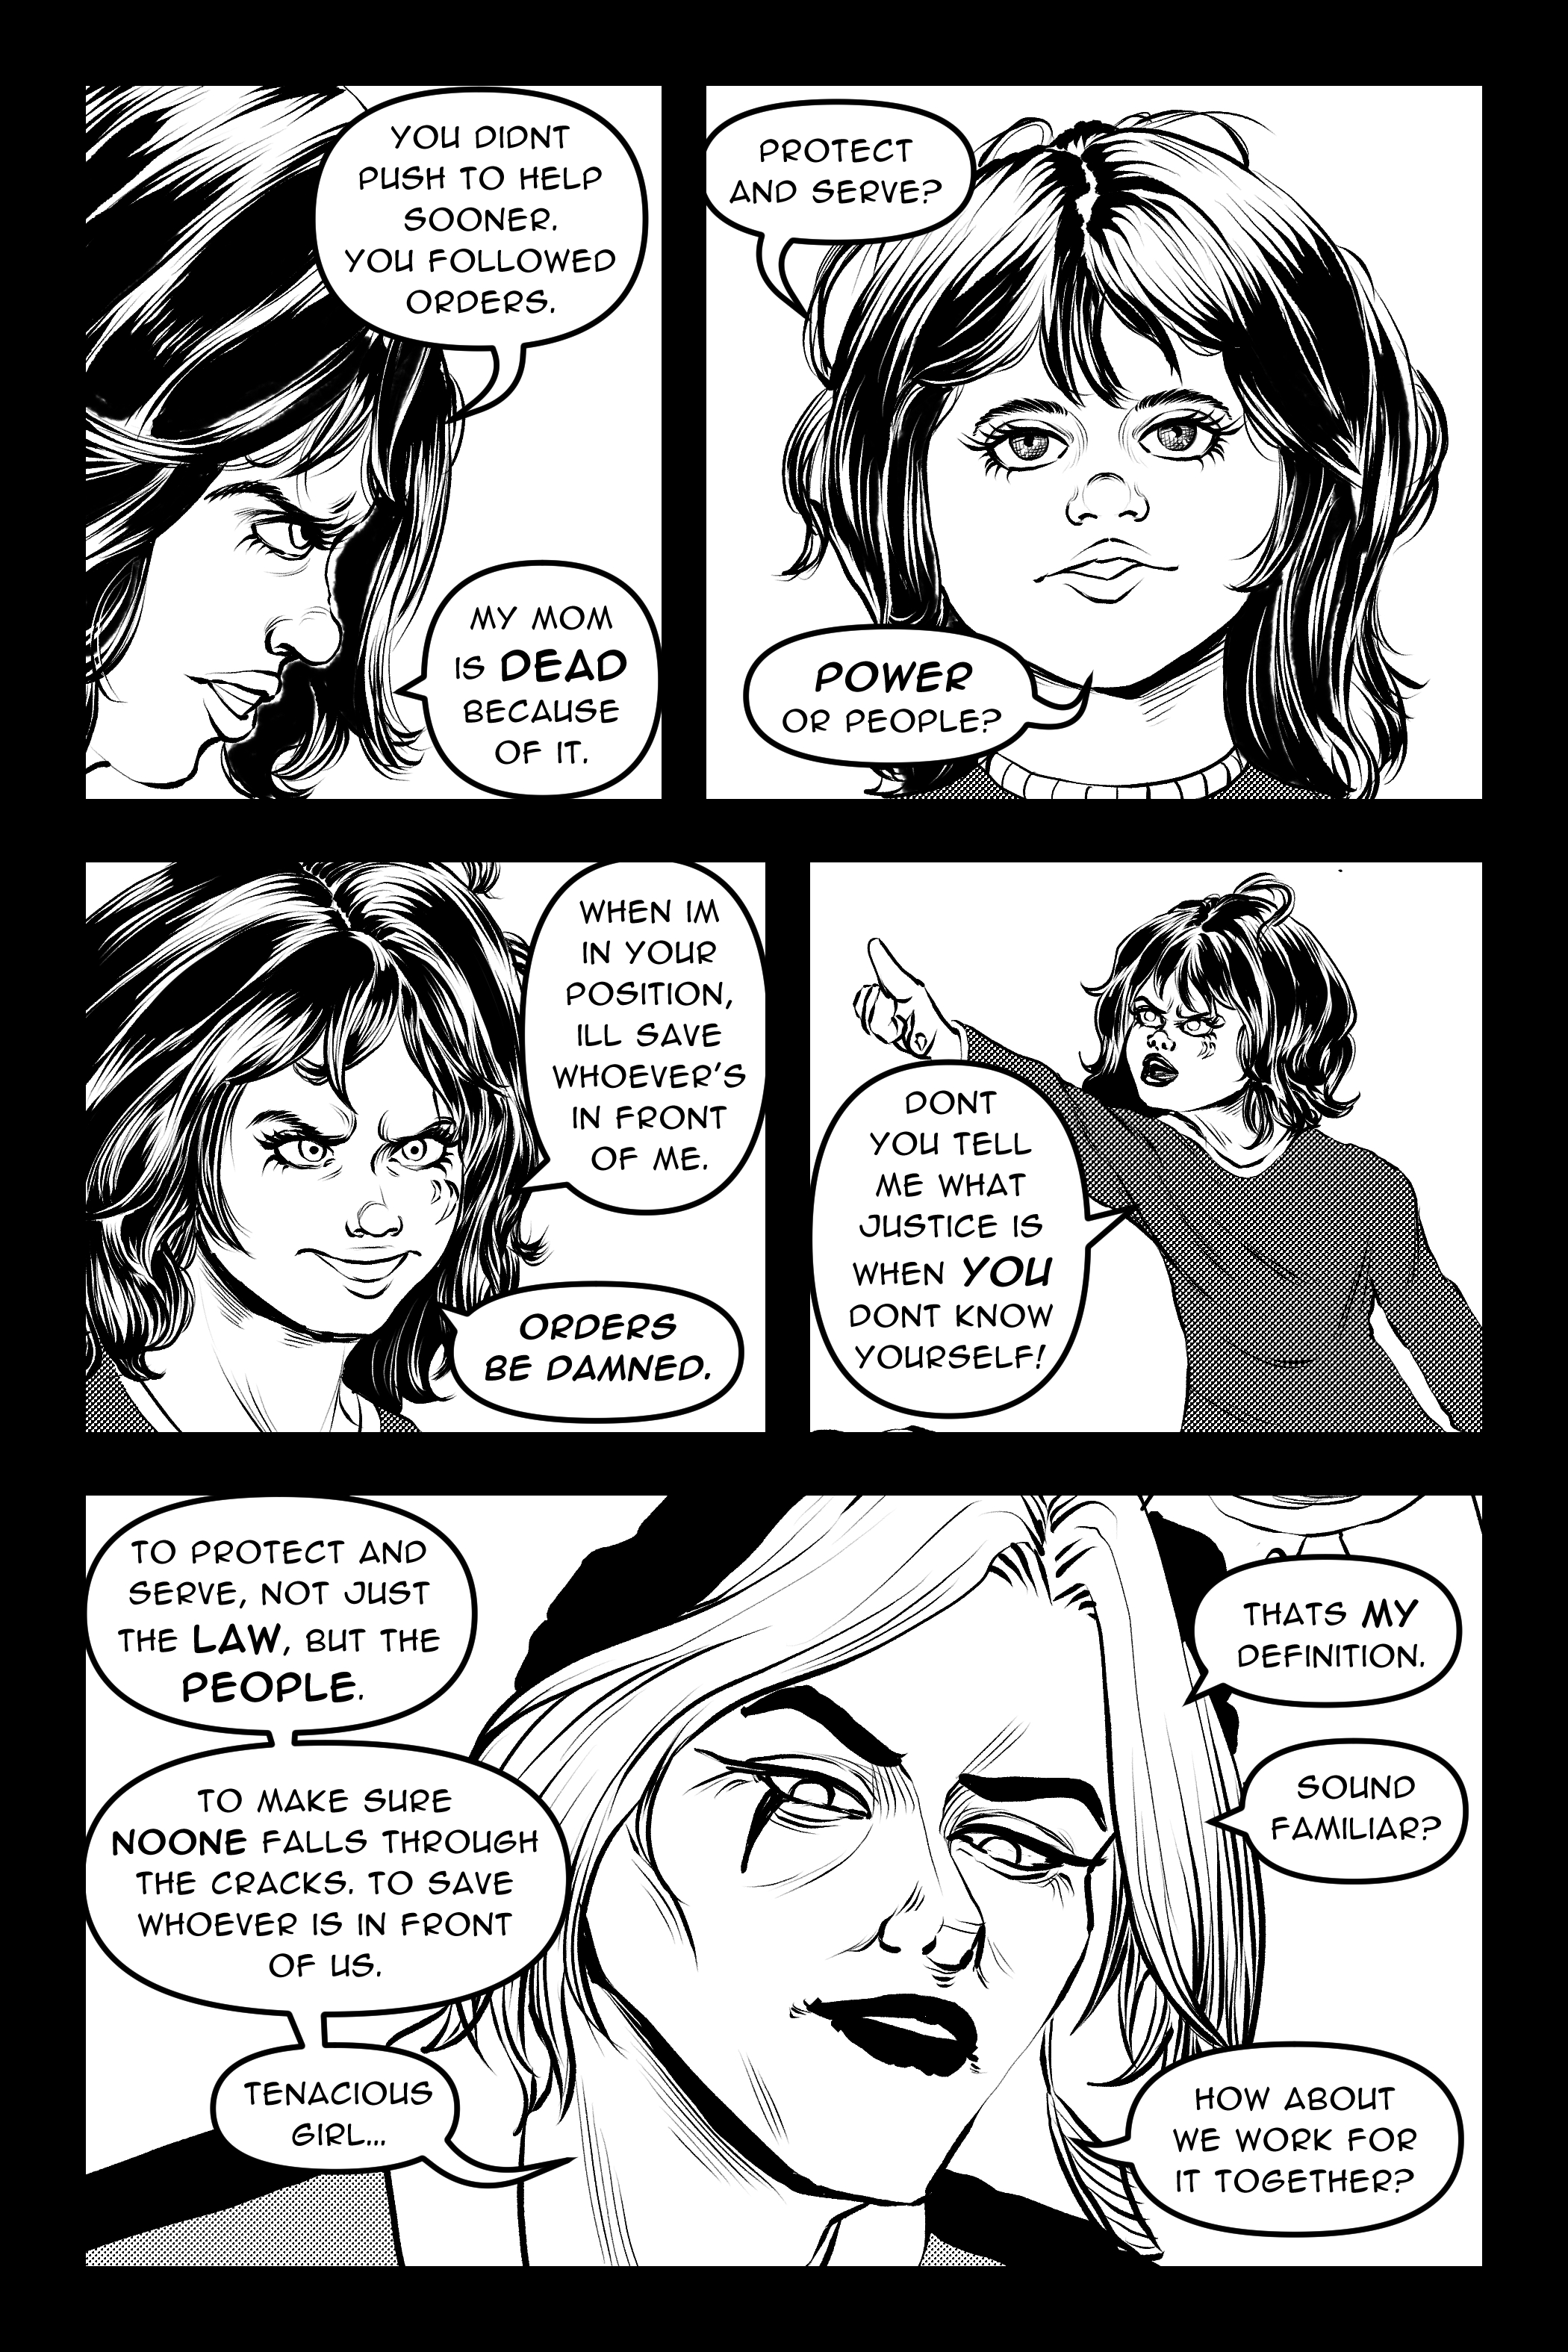 YOU DIDNT
PUSH TO HELP
SOONER.
YOU FOLLOWED
ORDERS.
MY MOM
IS DEAD
BECAUSE
OF IT.
PROTECT
AND SERVE?
POWER
OR PEOPLE?
WHEN IM
IN YOUR
POSITION,
ILL SAVE
WHOEVER'S
IN FRONT
OF ME.
ORDERS
BE DAMNED.
DONT
YOU TELL
ME WHAT
JUSTICE IS
WHEN YOU
DONT KNOW
YOURSELF!
TO PROTECT AND
SERVE, NOT JUST
THE LAW, BUT THE
PEOPLE.
TO MAKE SURE
NOONE FALLS THROUGH
THE CRACKS. TO SAVE
WHOEVER IS IN FRONT
OF US.
TENACIOUS
GIRL...
THATS MY
DEFINITION.
SOUND
FAMILIAR?
HOW ABOUT
WE WORK FOR
IT TOGETHER?